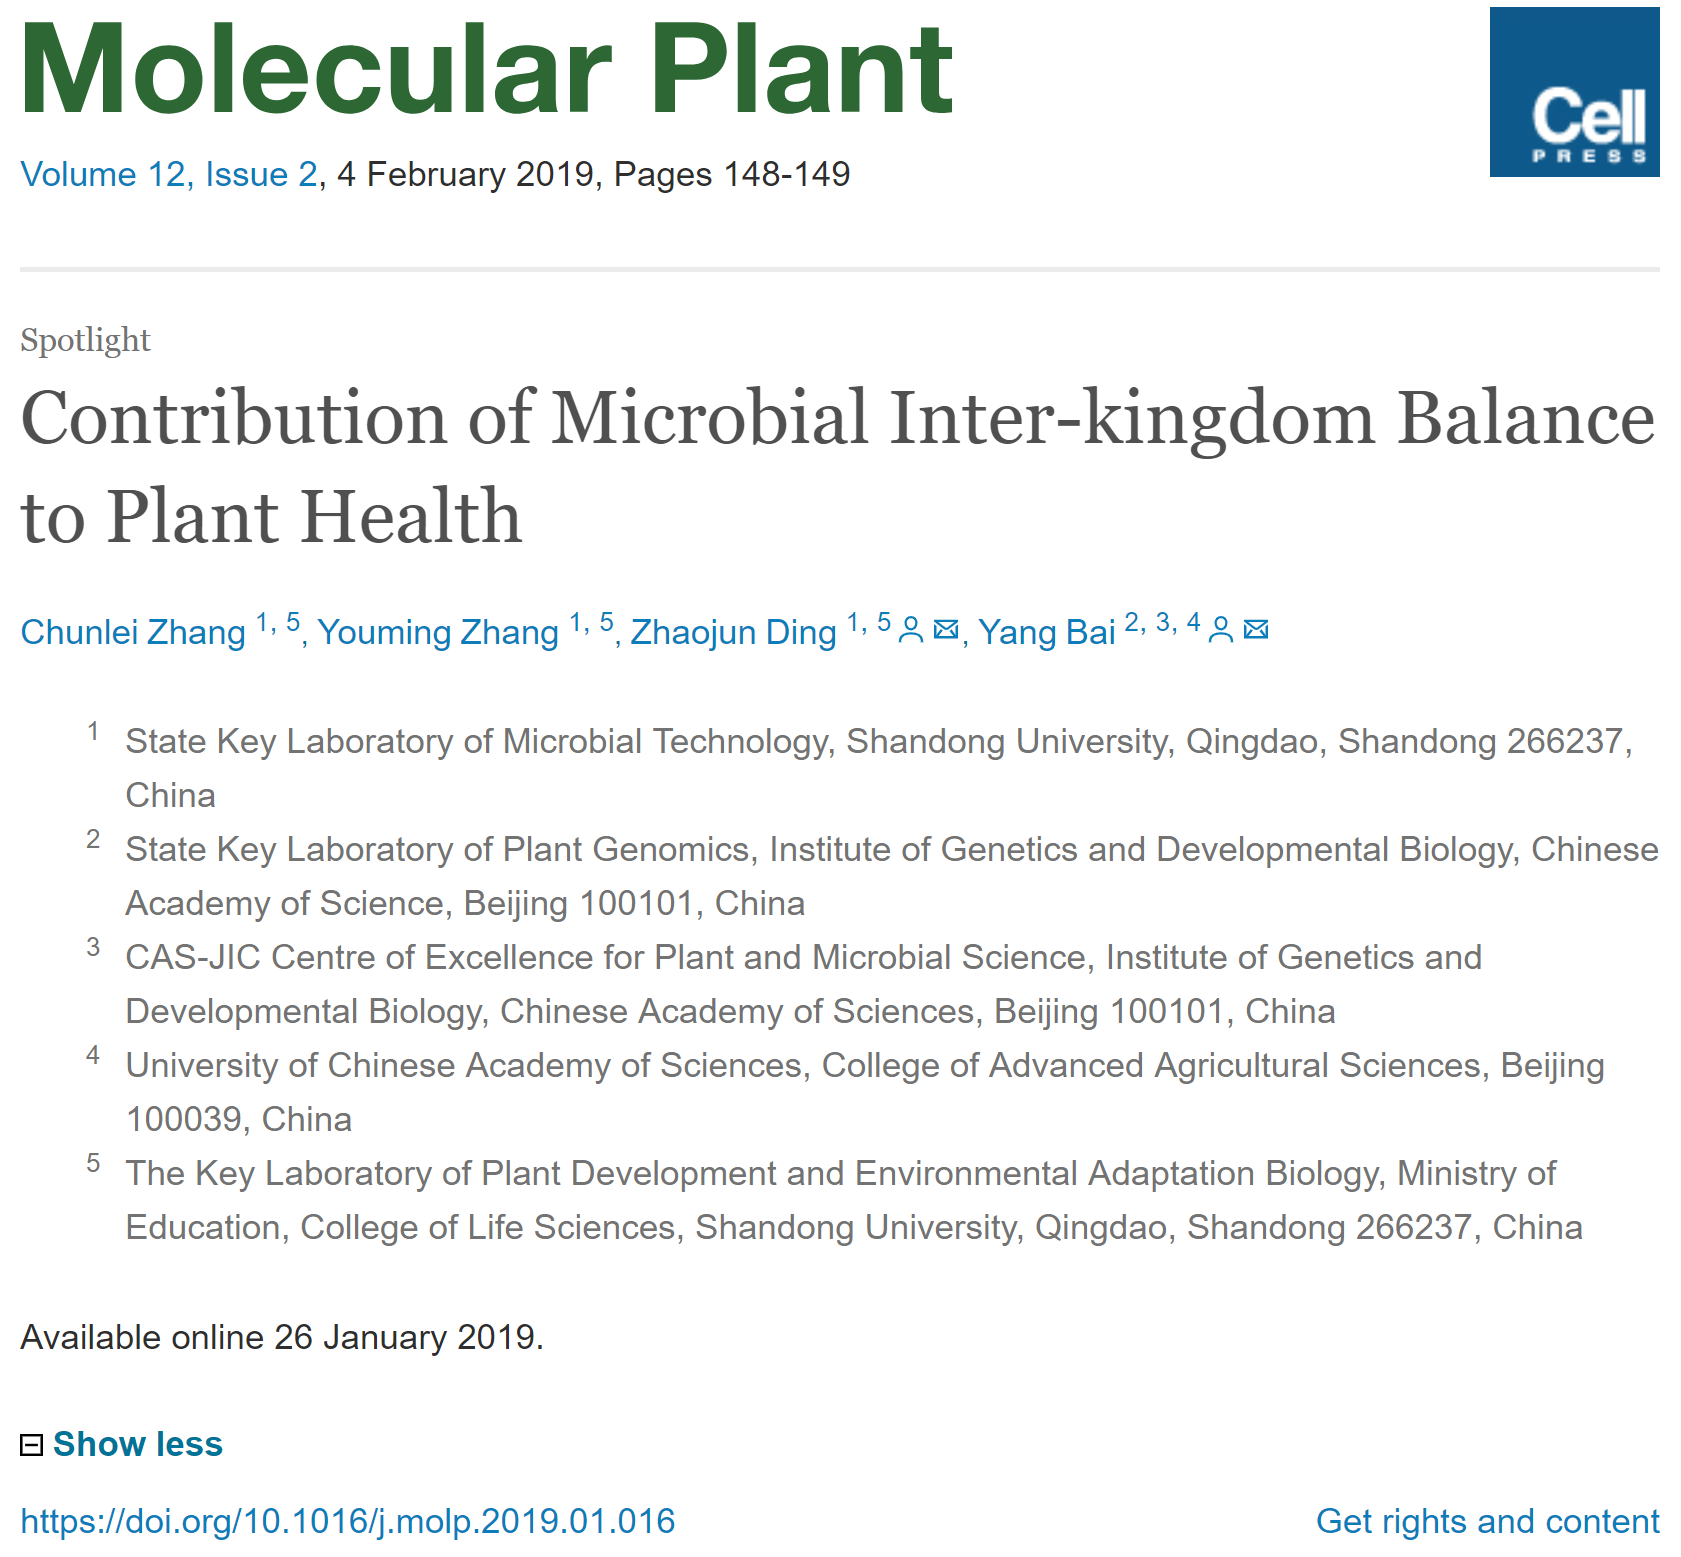 Molecular Plant
Cell
PRESS
Volume 12, Issue 2, 4 February 2019, Pages 148-149
Spotlight
Contribution of Microbial Inter-kingdom Balance
to Plant Health
Chunlei Zhang 1, 5, Youming Zhang 1, 5, Zhaojun Ding 1, 5, Yang Bai 2, 3, 4
1 State Key Laboratory of Microbial Technology, Shandong University, Qingdao, Shandong 266237,
China
2 State Key Laboratory of Plant Genomics, Institute of Genetics and Developmental Biology, Chinese
Academy of Science, Beijing 100101, China
3 CAS-JIC Centre of Excellence for Plant and Microbial Science, Institute of Genetics and
Developmental Biology, Chinese Academy of Sciences, Beijing 100101, China
4 University of Chinese Academy of Sciences, College of Advanced Agricultural Sciences, Beijing
100039, China
5 The Key Laboratory of Plant Development and Environmental Adaptation Biology, Ministry of
Education, College of Life Sciences, Shandong University, Qingdao, Shandong 266237, China
Available online 26 January 2019.
Show less
https://doi.org/10.1016/j.molp.2019.01.016
Get rights and content